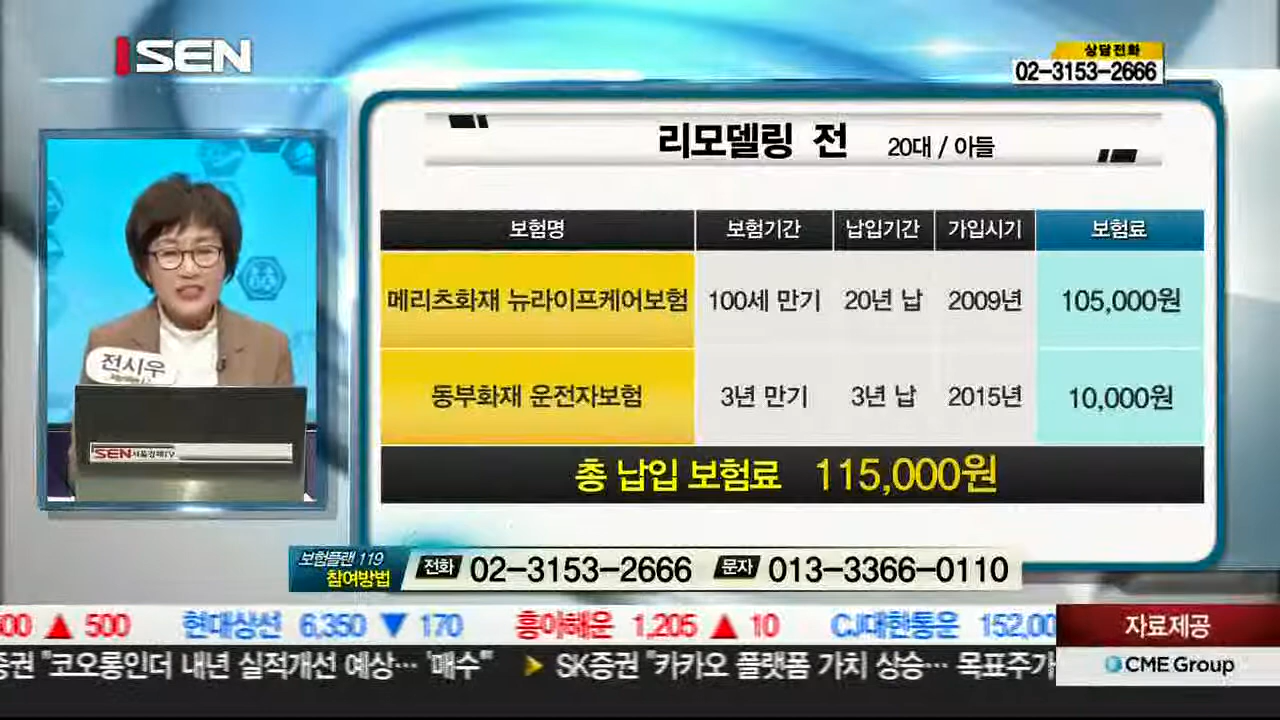 SEN
상담전화
02-3153-2666
리모델링 전 20대 / 아들
보험명 보험기간 납입기간 가입시기 보험료
메리츠화재 뉴라이프케어보험 100세 만기 20년 납 2009년 105,000원
동부화재 운전자보험 3년 만기 3년 납 2015년 10,000원
총 납입 보험료 115,000원
전시우
SEN 서울경제TV
보험플랜 119
참여방법
전화 02-3153-2666 문자 013-3366-0110
00 ▲ 500 현대상선 6,350 ▼ 170 흥아해운 1,205 ▲ 10 CJ대한통운 152,00
자료제공
증권 "코오롱인더 내년 실적개선 예상… '매수'" ▶ SK증권 "카카오 플랫폼 가치 상승… 목표주가
CME Group